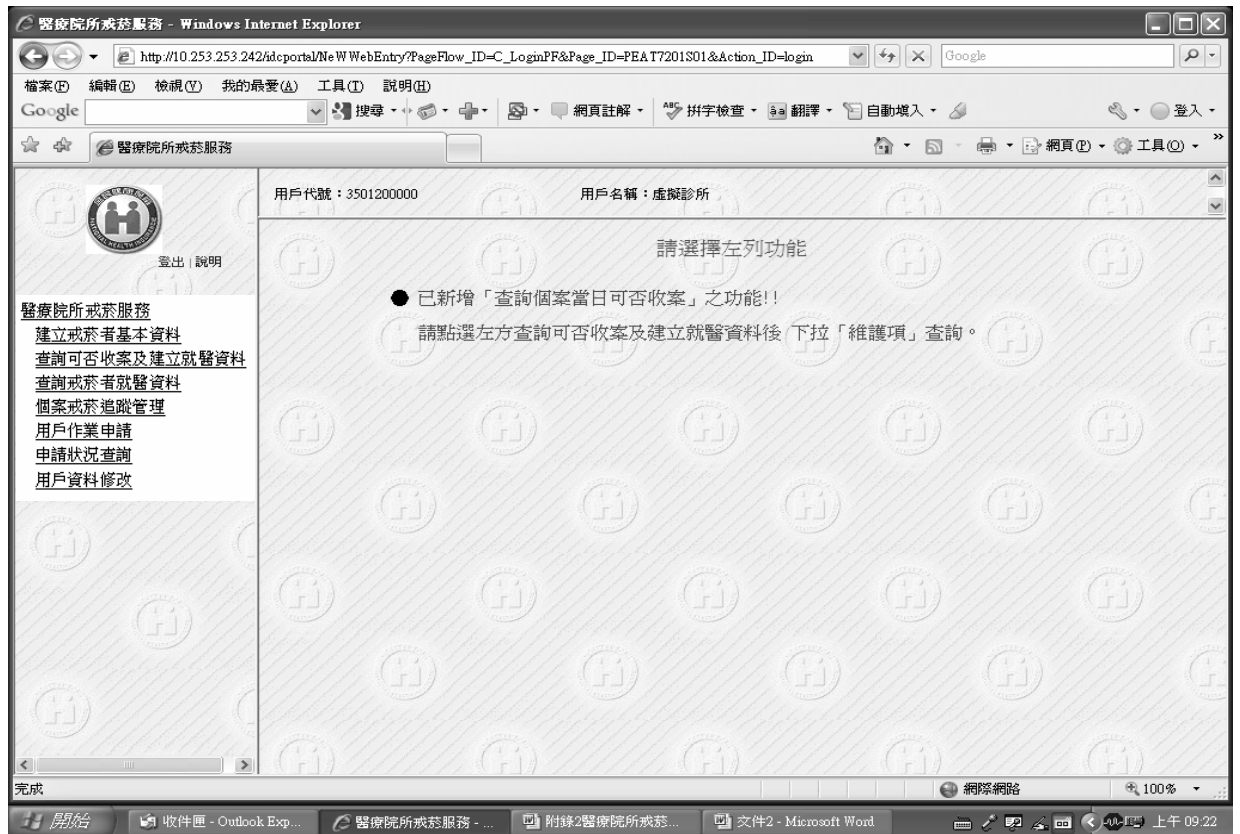 醫療院所戒菸服務 - Windows Internet Explorer
http://10.253.253.242/idcportal/NeWWebEntry?PageFlow_ID=C_LoginPF&Page_ID=PEAT7201S01&Action_ID=login
Google
檔案(F) 編輯(E) 檢視(V) 我的最愛(A) 工具(T) 說明(H)
Google 搜尋 網頁註解 拼字檢查 翻譯 自動填入 登入
醫療院所戒菸服務 網頁(P) 工具(O)
用戶代號：3501200000 用戶名稱：虛擬診所
NATIONAL HEALTH INSURANCE
登出 | 說明
醫療院所戒菸服務
建立戒菸者基本資料
查詢可否收案及建立就醫資料
查詢戒菸者就醫資料
個案戒菸追蹤管理
用戶作業申請
申請狀況查詢
用戶資料修改
請選擇左列功能
● 已新增「查詢個案當日可否收案」之功能!!
請點選左方查詢可否收案及建立就醫資料後 下拉「維護項」查詢。
完成 網際網路 100%
開始 收件匣 - Outlook Exp... 醫療院所戒菸服務 - ... 附錄2醫療院所戒菸... 文件2 - Microsoft Word 上午 09:22